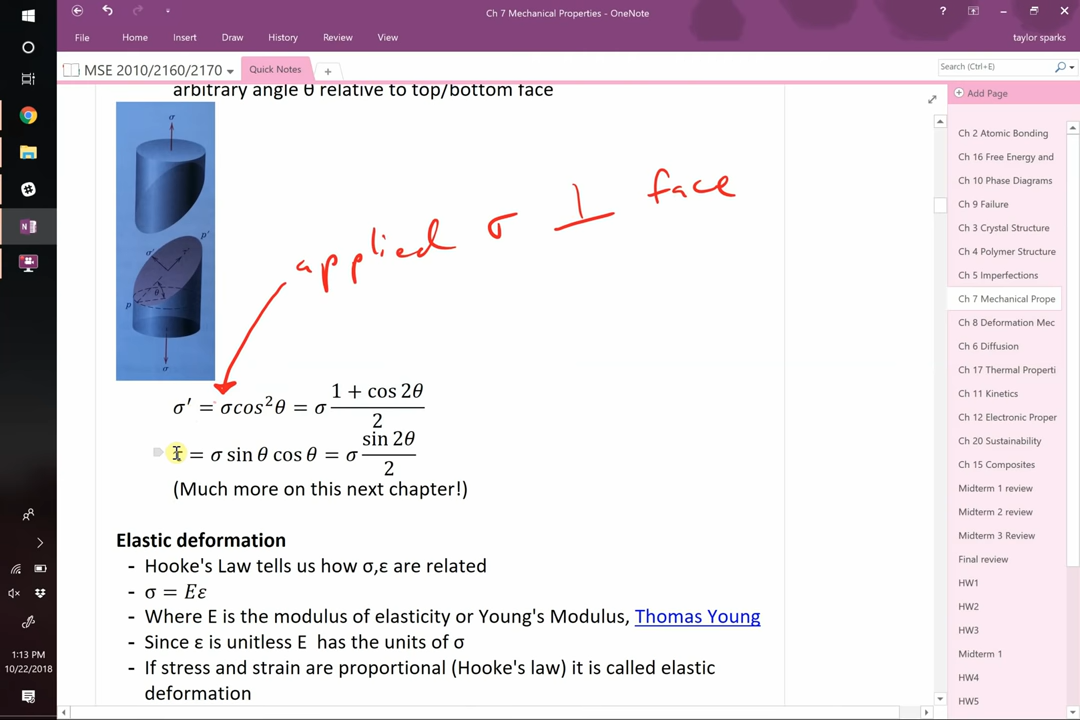 Ch 7 Mechanical Properties - OneNote
?
File
Home
Insert
Draw
History
Review
View
taylor sparks
MSE 2010/2160/2170
Quick Notes
+
Search (Ctrl+E)
arbitrary angle θ relative to top/bottom face
σ
p'
σ'
τ'
θ
p
σ
applied σ ⊥ face
σ′ = σcos²θ = σ (1 + cos 2θ)/2
= σ sin θ cos θ = σ (sin 2θ)/2
(Much more on this next chapter!)
Elastic deformation
- Hooke's Law tells us how σ,ε are related
- σ = Eε
- Where E is the modulus of elasticity or Young's Modulus, Thomas Young
- Since ε is unitless E has the units of σ
- If stress and strain are proportional (Hooke's law) it is called elastic
deformation
Add Page
Ch 2 Atomic Bonding
Ch 16 Free Energy and
Ch 10 Phase Diagrams
Ch 9 Failure
Ch 3 Crystal Structure
Ch 4 Polymer Structure
Ch 5 Imperfections
Ch 7 Mechanical Prope
Ch 8 Deformation Mec
Ch 6 Diffusion
Ch 17 Thermal Properti
Ch 11 Kinetics
Ch 12 Electronic Proper
Ch 20 Sustainability
Ch 15 Composites
Midterm 1 review
Midterm 2 review
Midterm 3 Review
Final review
HW1
HW2
HW3
Midterm 1
HW4
HW5
1:13 PM
10/22/2018